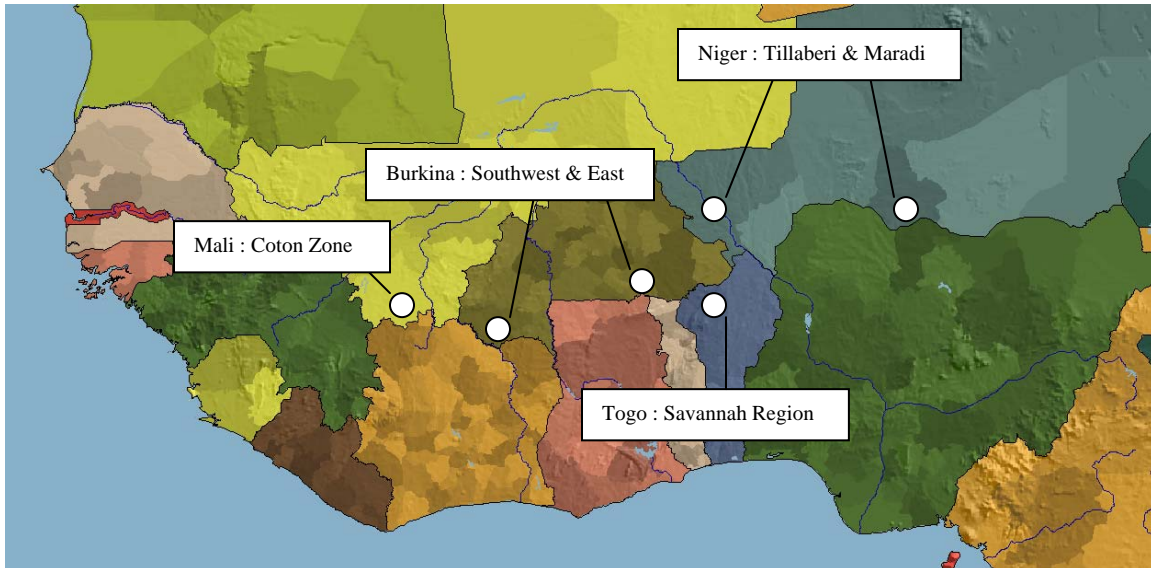 Niger : Tillaberi & Maradi
Burkina : Southwest & East
Mali : Coton Zone
Togo : Savannah Region